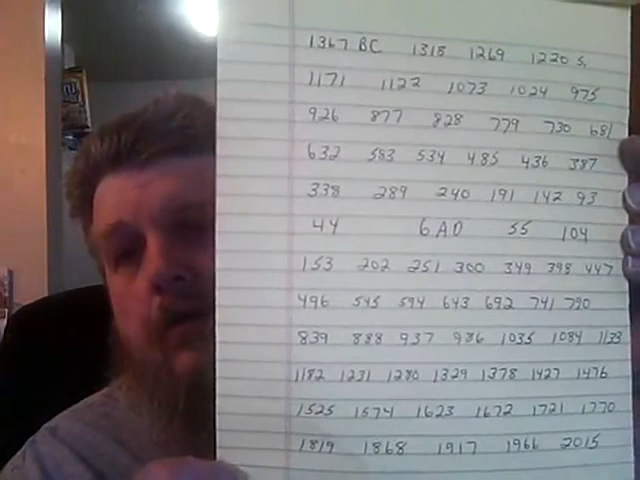 1367 BC 1318 1269 1220 s.
1171 1122 1073 1024 975
926 877 828 779 730 681
632 583 534 485 436 387
338 289 240 191 142 93
44 6 AD 55 104
153 202 251 300 349 398 447
496 545 594 643 692 741 790
839 888 937 986 1035 1084 1133
1182 1231 1280 1329 1378 1427 1476
1525 1574 1623 1672 1721 1770
1819 1868 1917 1966 2015